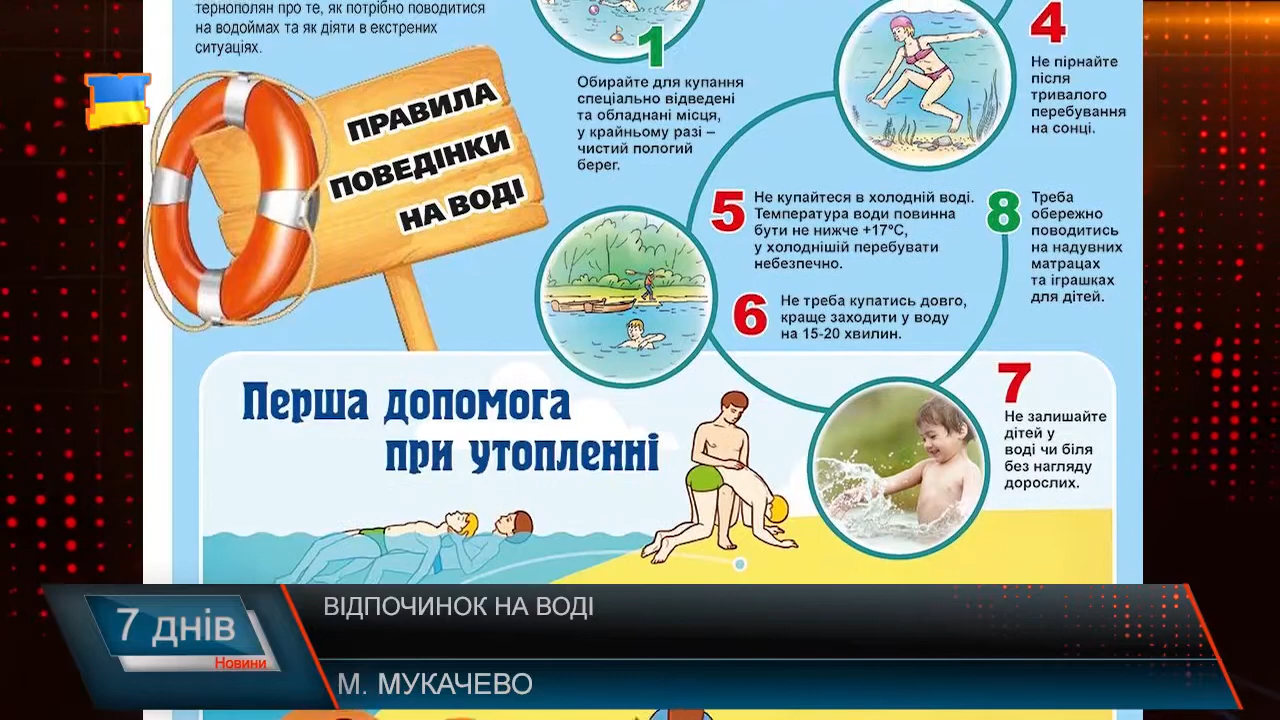 тернополян про те, як потрібно поводитися
на водоймах та як діяти в екстрених
ситуаціях.
ПРАВИЛА
ПОВЕДІНКИ
НА ВОДІ
1
Обирайте для купання
спеціально відведені
та обладнані місця,
у крайньому разі –
чистий пологий
берег.
4
Не пірнайте
після
тривалого
перебування
на сонці.
5
Не купайтеся в холодній воді.
Температура води повинна
бути не нижче +17°С,
у холоднішій перебувати
небезпечно.
6
Не треба купатись довго,
краще заходити у воду
на 15-20 хвилин.
8
Треба
обережно
поводитись
на надувних
матрацах
та іграшках
для дітей.
7
Не залишайте
дітей у
воді чи біля
без нагляду
дорослих.
Перша допомога
при утопленні
7 днів
Новини
ВІДПОЧИНОК НА ВОДІ
М. МУКАЧЕВО